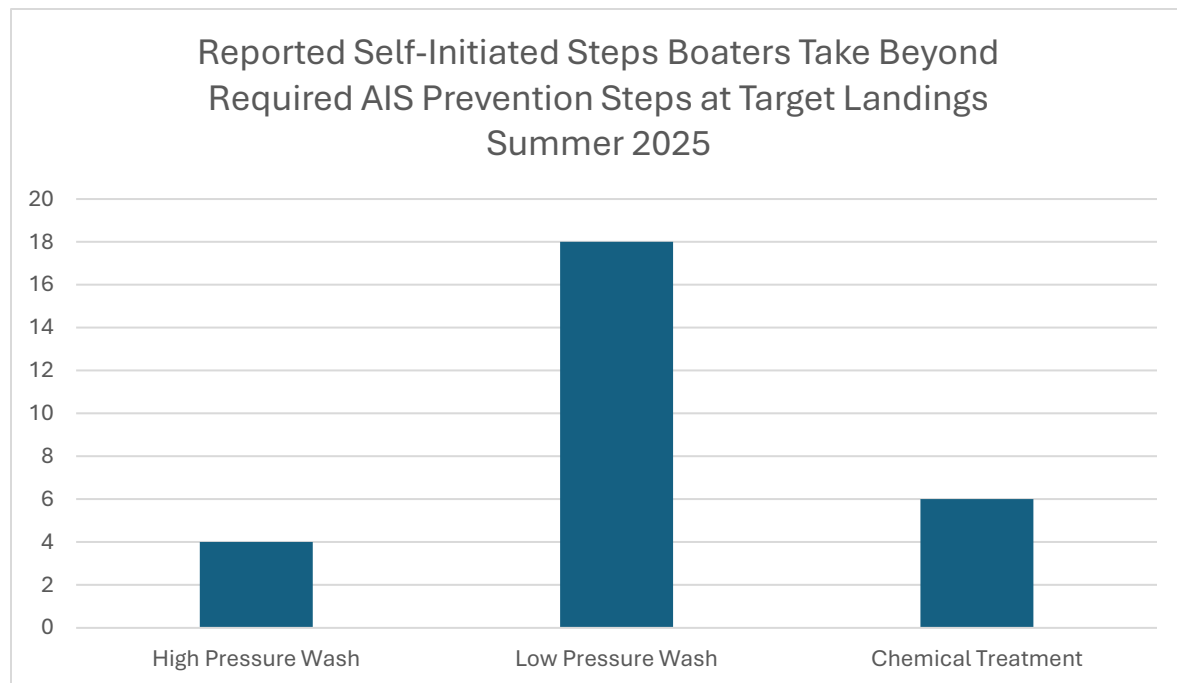 Reported Self-Initiated Steps Boaters Take Beyond
Required AIS Prevention Steps at Target Landings
Summer 2025
20
18
16
14
12
10
8
6
4
2
0
High Pressure Wash
Low Pressure Wash
Chemical Treatment